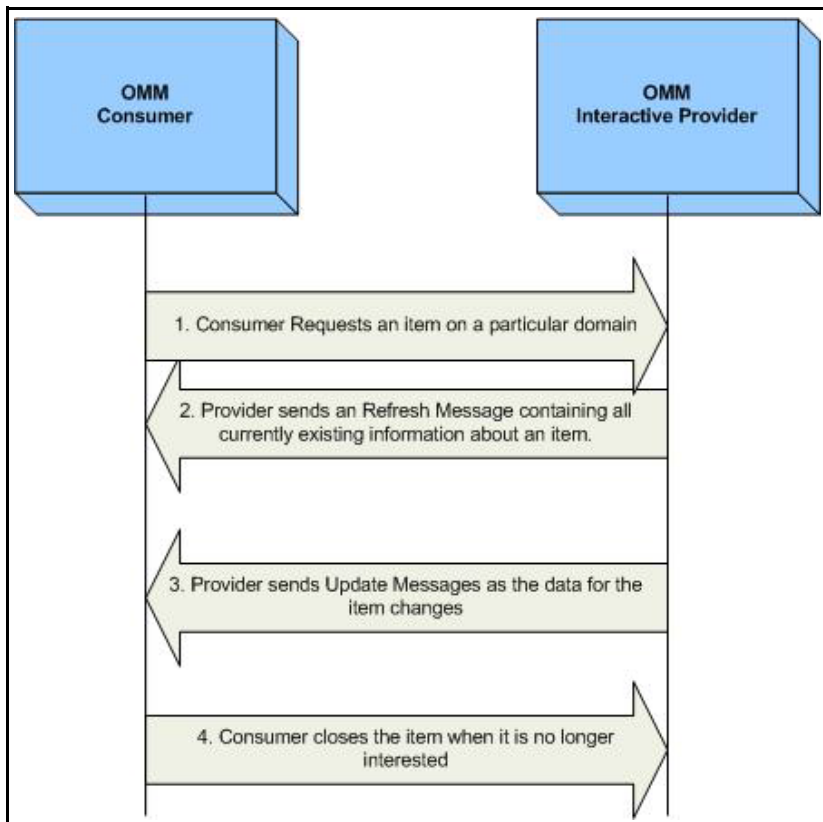 OMM
Consumer
OMM
Interactive Provider
1. Consumer Requests an item on a particular domain
2. Provider sends an Refresh Message containing all
currently existing information about an item.
3. Provider sends Update Messages as the data for the
item changes
4. Consumer closes the item when it is no longer
interested